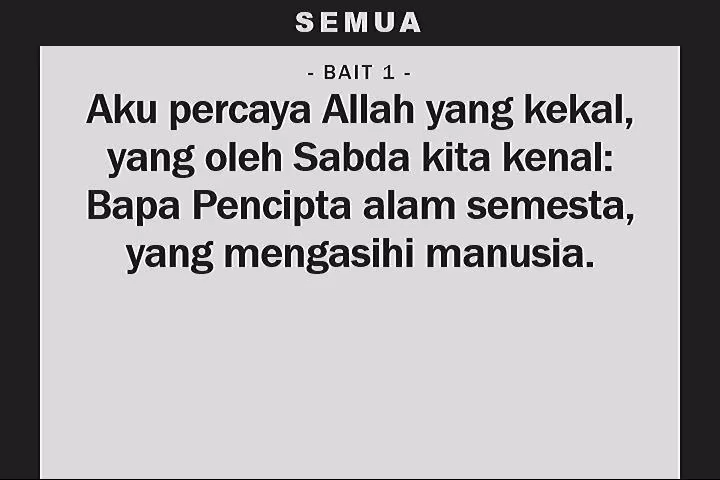 SEMUA
- BAIT 1 -
Aku percaya Allah yang kekal,
yang oleh Sabda kita kenal:
Bapa Pencipta alam semesta,
yang mengasihi manusia.